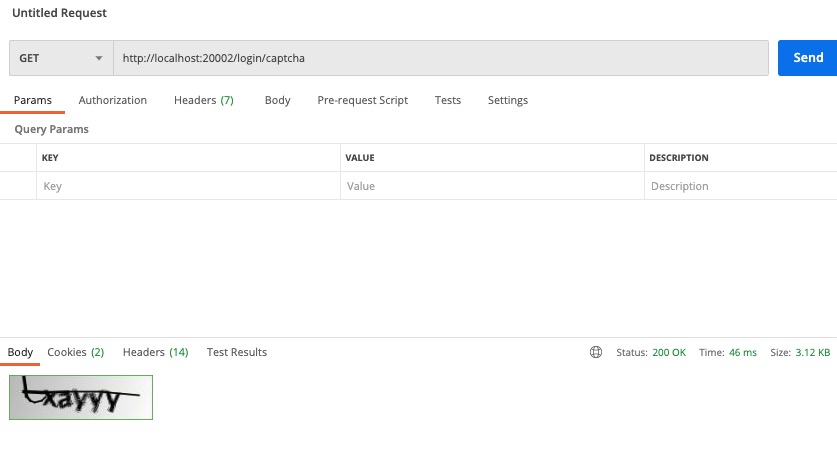 Untitled Request
GET http://localhost:20002/login/captcha Send
Params Authorization Headers (7) Body Pre-request Script Tests Settings
Query Params
KEY VALUE DESCRIPTION
Key Value Description
Body Cookies (2) Headers (14) Test Results Status: 200 OK Time: 46 ms Size: 3.12 KB